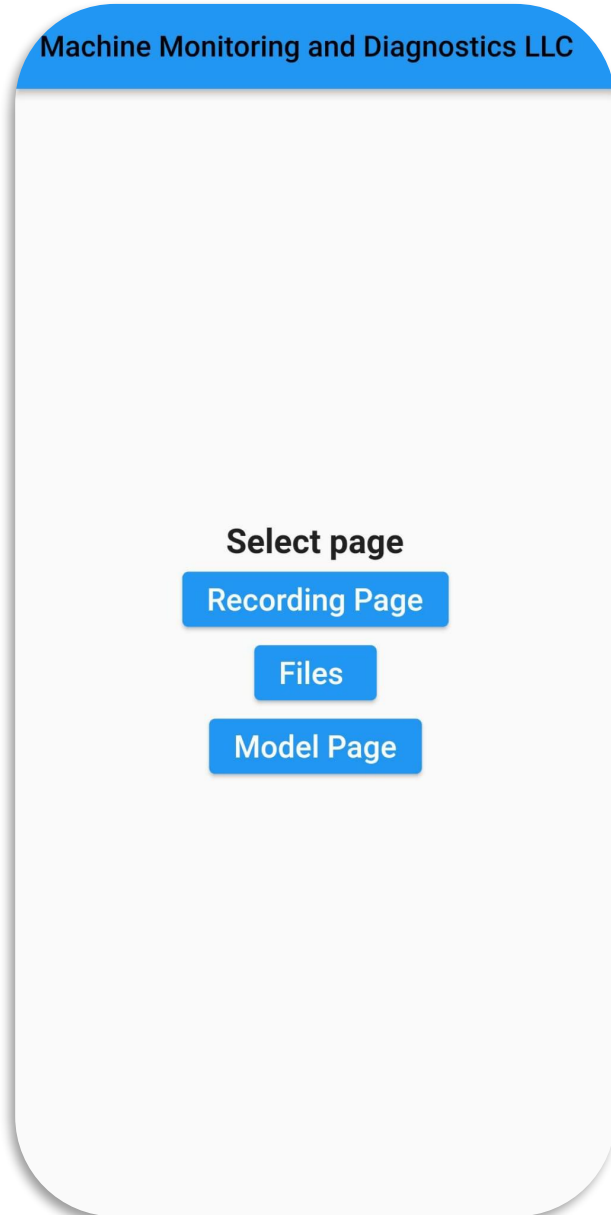 Machine Monitoring and Diagnostics LLC
Select page
Recording Page
Files
Model Page